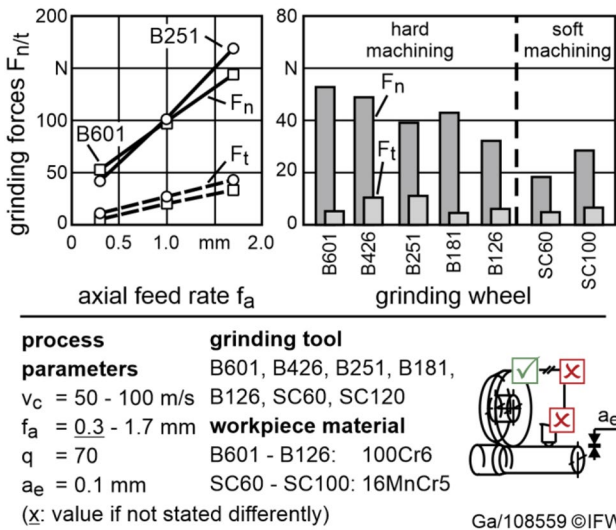 grinding forces Fn/t
200
N
100
50
0
B251
B601
Fn
Ft
0 0.5 1.0 mm 2.0
axial feed rate fa
80
N
40
20
0
hard machining
soft machining
Fn
Ft
B601 B426 B251 B181 B126 SC60 SC100
grinding wheel
process parameters
vc = 50 - 100 m/s
fa = 0.3 - 1.7 mm
q = 70
ae = 0.1 mm
(x: value if not stated differently)
grinding tool
B601, B426, B251, B181,
B126, SC60, SC120
workpiece material
B601 - B126: 100Cr6
SC60 - SC100: 16MnCr5
ae
Ga/108559 ©IFW